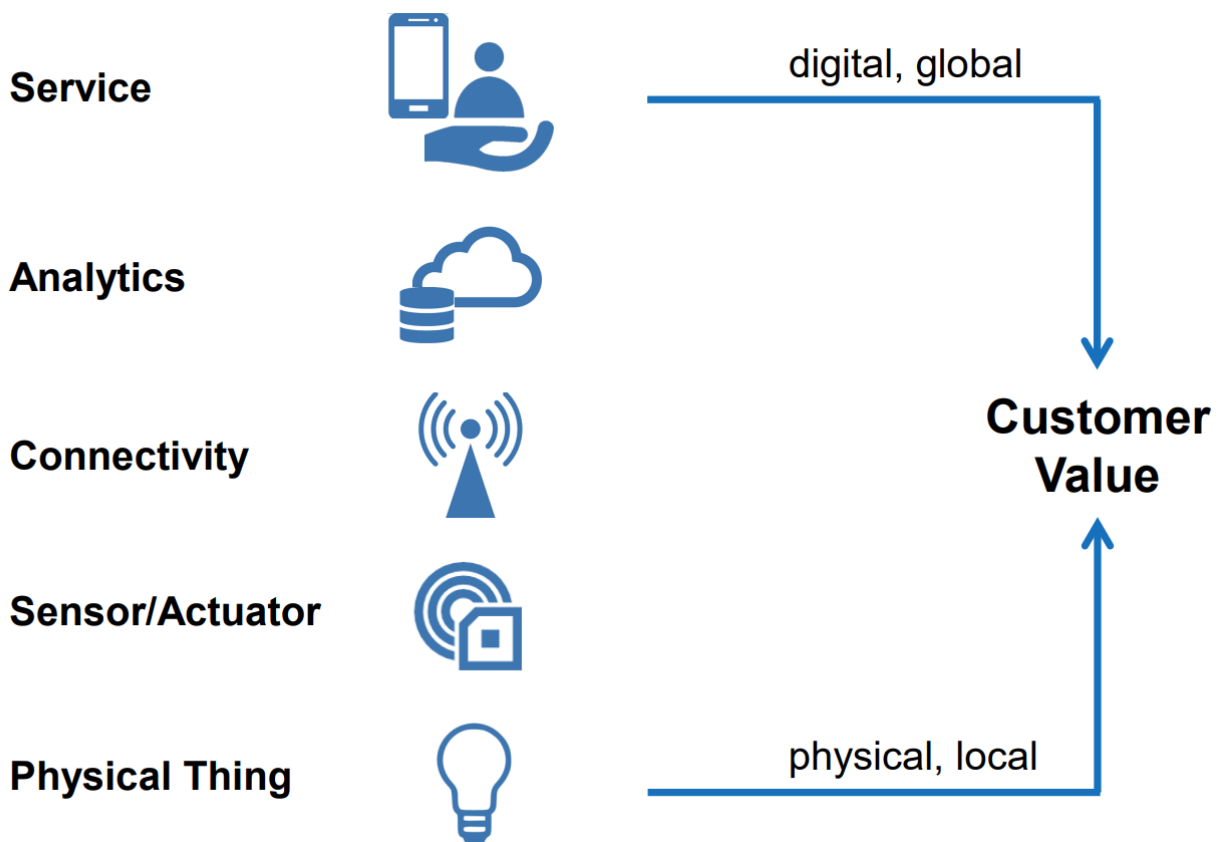 Service
digital, global
Analytics
Connectivity
Customer
Value
Sensor/Actuator
Physical Thing
physical, local